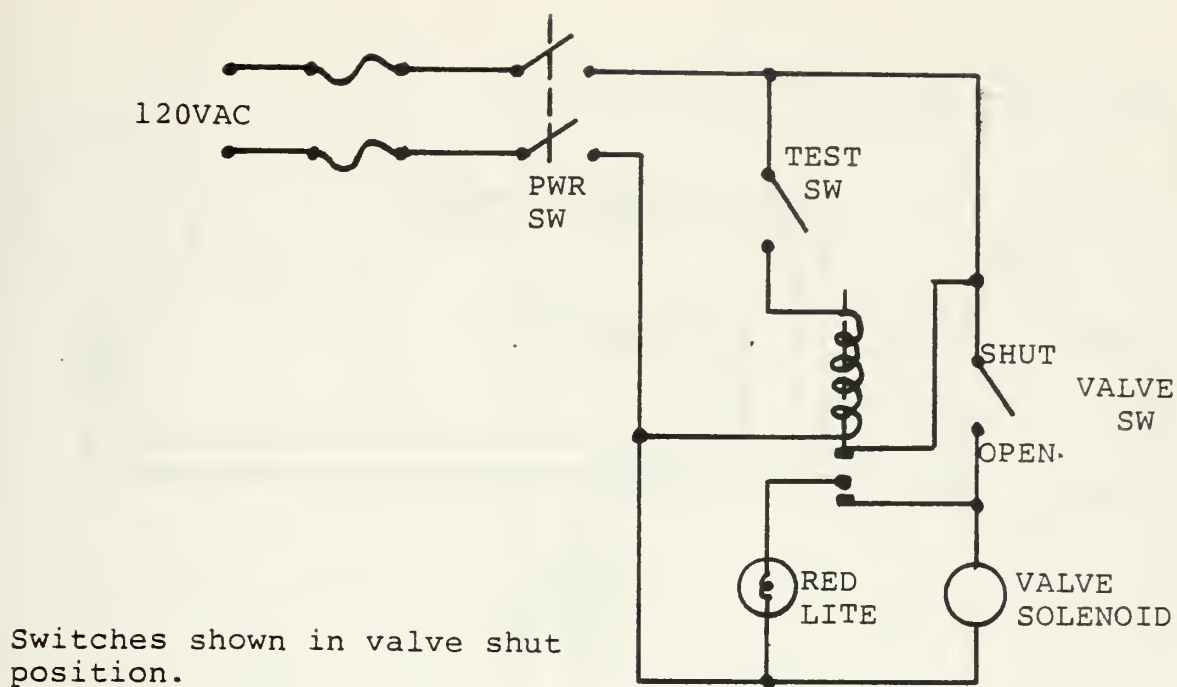 120VAC
PWR
SW
TEST
SW
SHUT
VALVE
SW
OPEN
RED
LITE
VALVE
SOLENOID
Switches shown in valve shut
position.